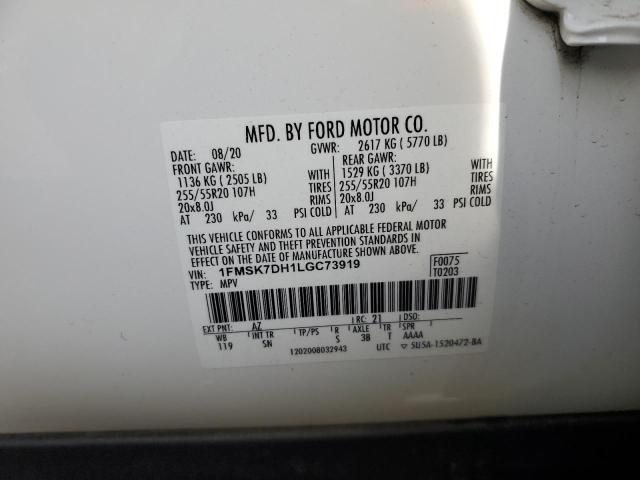 MFD. BY FORD MOTOR CO.
DATE: 08/20 GVWR: 2617 KG ( 5770 LB)
FRONT GAWR: REAR GAWR:
1136 KG ( 2505 LB) WITH 1529 KG ( 3370 LB) WITH
255/55R20 107H TIRES 255/55R20 107H TIRES
20x8.0J RIMS 20x8.0J RIMS
AT 230 kPa/ 33 PSI COLD AT 230 kPa/ 33 PSI COLD
THIS VEHICLE CONFORMS TO ALL APPLICABLE FEDERAL MOTOR
VEHICLE SAFETY AND THEFT PREVENTION STANDARDS IN
EFFECT ON THE DATE OF MANUFACTURE SHOWN ABOVE.
VIN: 1FMSK7DH1LGC73919 F0075
TYPE: MPV T0203
EXT PNT: AZ RC: 21 DSO:
WB INT TR TP/PS R AXLE TR SPR
119 SN S 3B T AAAA
1202008032943 UTC ▽ 5U5A-1520472-BA